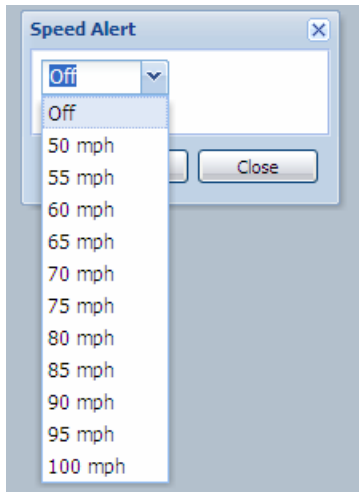 Speed Alert
Off
Off
50 mph
55 mph
Close
60 mph
65 mph
70 mph
75 mph
80 mph
85 mph
90 mph
95 mph
100 mph